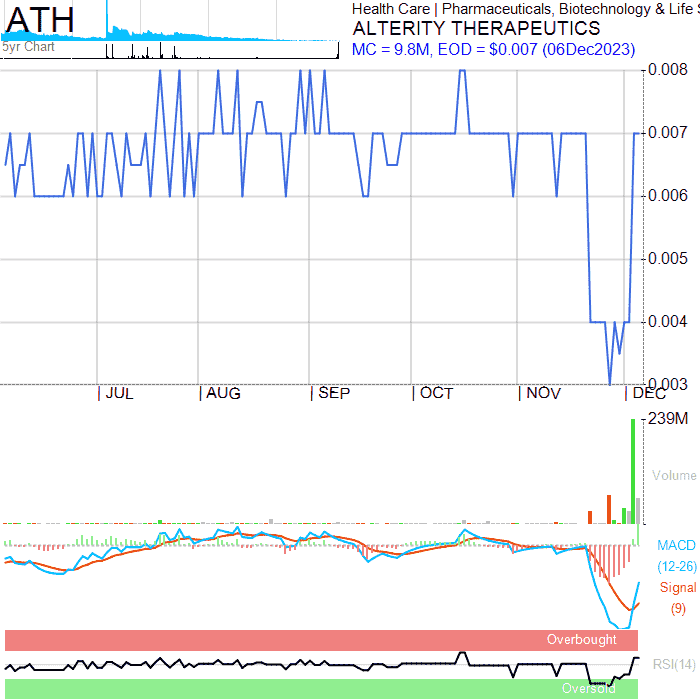 ATH
5yr Chart
Health Care | Pharmaceuticals, Biotechnology & Life S
ALTERITY THERAPEUTICS
MC = 9.8M, EOD = $0.007 (06Dec2023)
0.008
0.007
0.006
0.005
0.004
0.003
JUL
AUG
SEP
OCT
NOV
DEC
239M
Volume
MACD
(12-26)
Signal
(9)
Overbought
RSI(14)
Oversold